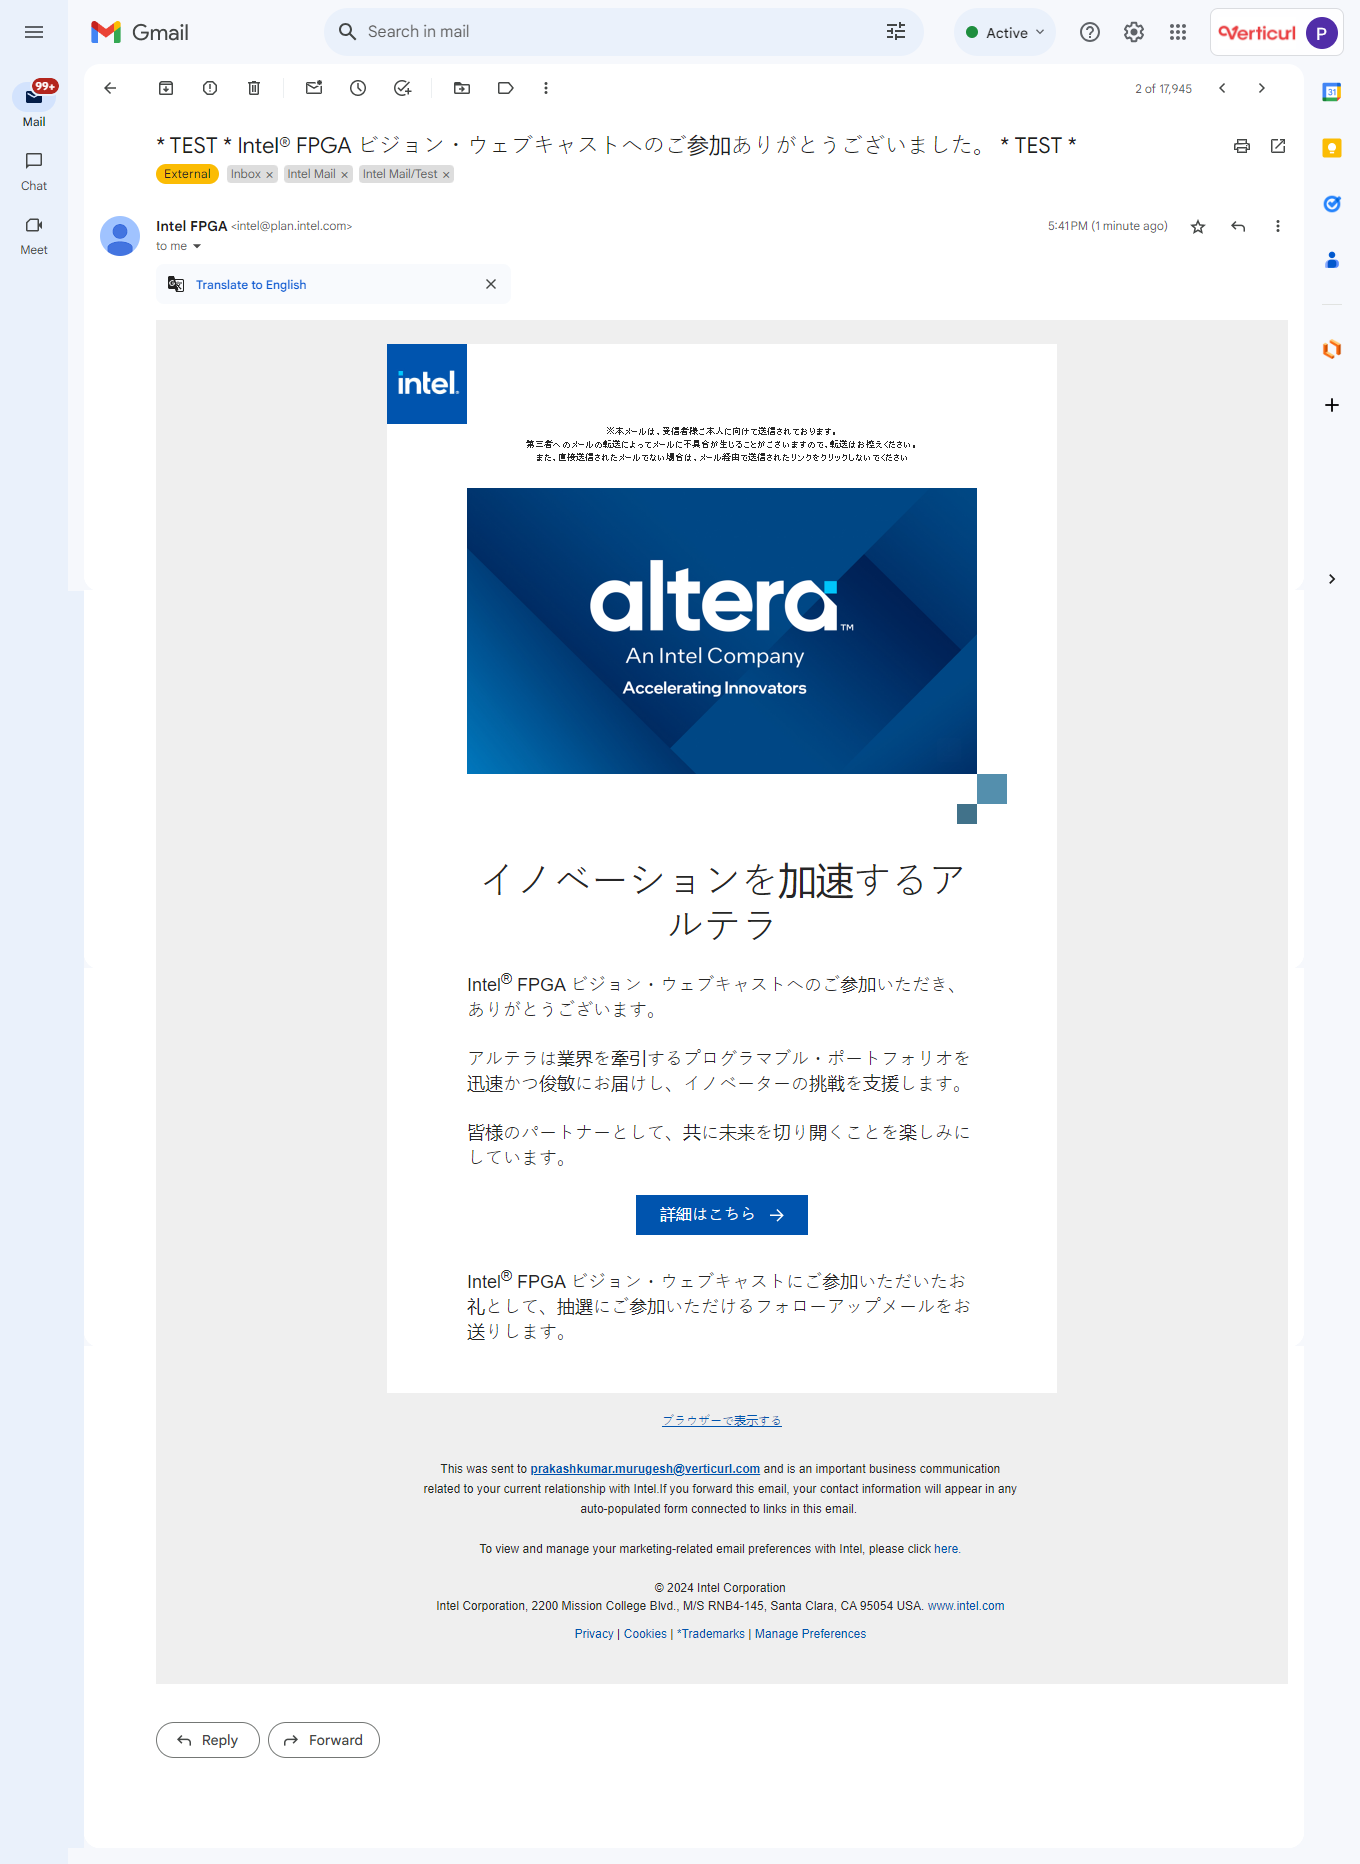 Gmail
Search in mail
Active
Verticurl
P
99+
Mail
Chat
Meet
2 of 17,945
* TEST * Intel® FPGA ビジョン・ウェブキャストへのご参加ありがとうございました。 * TEST *
External
Inbox ×
Intel Mail ×
Intel Mail/Test ×
Intel FPGA <intel@plan.intel.com>
5:41 PM (1 minute ago)
to me
Translate to English
31
intel.
※本メールは、受信者様ご本人に向けて送信されております。
第三者へのメールの転送によってメールに不具合が生じることがございますので、転送はお控えください。
また、直接送信されたメールでない場合は、メール経由で送信されたリンクをクリックしないでください
altera™
An Intel Company
Accelerating Innovators
イノベーションを加速するア
ルテラ
Intel® FPGA ビジョン・ウェブキャストへのご参加いただき、
ありがとうございます。
アルテラは業界を牽引するプログラマブル・ポートフォリオを
迅速かつ俊敏にお届けし、イノベーターの挑戦を支援します。
皆様のパートナーとして、共に未来を切り開くことを楽しみに
しています。
詳細はこちら →
Intel® FPGA ビジョン・ウェブキャストにご参加いただいたお
礼として、抽選にご参加いただけるフォローアップメールをお
送りします。
ブラウザーで表示する
This was sent to prakashkumar.murugesh@verticurl.com and is an important business communication
related to your current relationship with Intel.If you forward this email, your contact information will appear in any
auto-populated form connected to links in this email.
To view and manage your marketing-related email preferences with Intel, please click here.
© 2024 Intel Corporation
Intel Corporation, 2200 Mission College Blvd., M/S RNB4-145, Santa Clara, CA 95054 USA. www.intel.com
Privacy | Cookies | *Trademarks | Manage Preferences
Reply
Forward